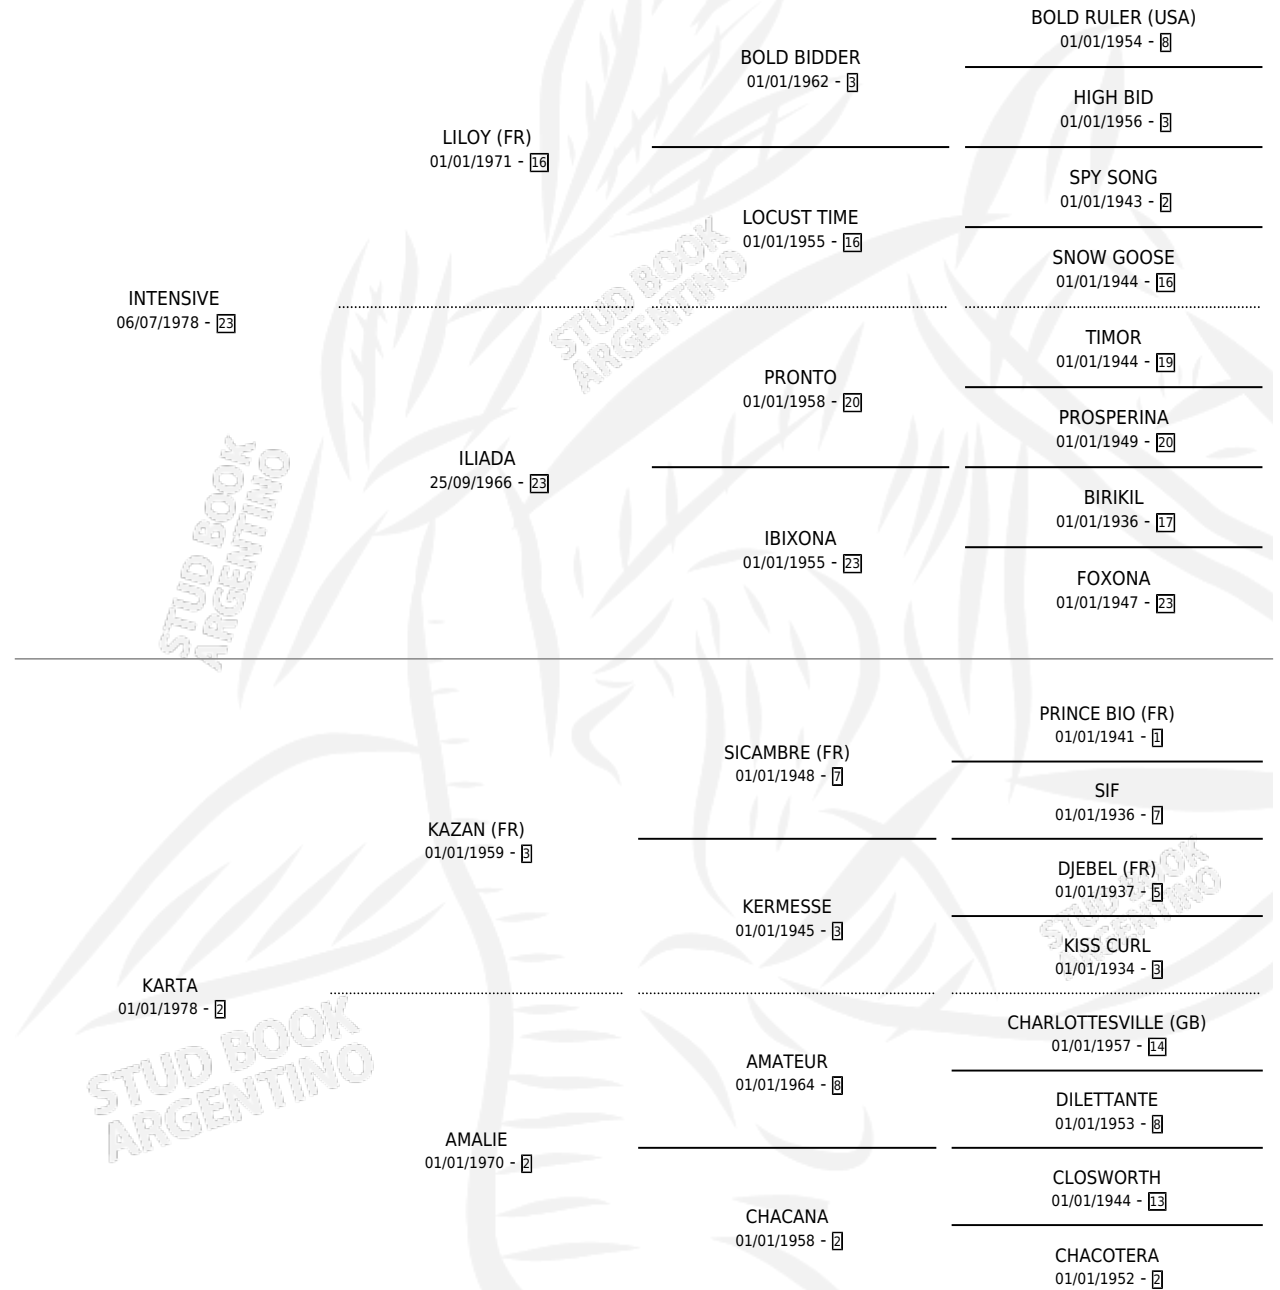 BOLD RULER (USA)
01/01/1954 - 8
BOLD BIDDER
01/01/1962 - 3
HIGH BID
01/01/1956 - 3
LILOY (FR)
01/01/1971 - 16
SPY SONG
01/01/1943 - 2
LOCUST TIME
01/01/1955 - 16
SNOW GOOSE
01/01/1944 - 16
INTENSIVE
06/07/1978 - 23
TIMOR
01/01/1944 - 19
PRONTO
01/01/1958 - 20
PROSPERINA
01/01/1949 - 20
ILIADA
25/09/1966 - 23
BIRIKIL
01/01/1936 - 17
IBIXONA
01/01/1955 - 23
FOXONA
01/01/1947 - 23
PRINCE BIO (FR)
01/01/1941 - 1
SICAMBRE (FR)
01/01/1948 - 7
SIF
01/01/1936 - 7
KAZAN (FR)
01/01/1959 - 3
DJEBEL (FR)
01/01/1937 - 5
KERMESSE
01/01/1945 - 3
KISS CURL
01/01/1934 - 3
KARTA
01/01/1978 - 2
CHARLOTTESVILLE (GB)
01/01/1957 - 14
AMATEUR
01/01/1964 - 8
DILETTANTE
01/01/1953 - 8
AMALIE
01/01/1970 - 2
CLOSWORTH
01/01/1944 - 13
CHACANA
01/01/1958 - 2
CHACOTERA
01/01/1952 - 2
STUD BOOK
ARGENTINO
STUD BOOK
ARGENTINO
STUD BOOK
ARGENTINO
STUD BOOK
ARGENTINO